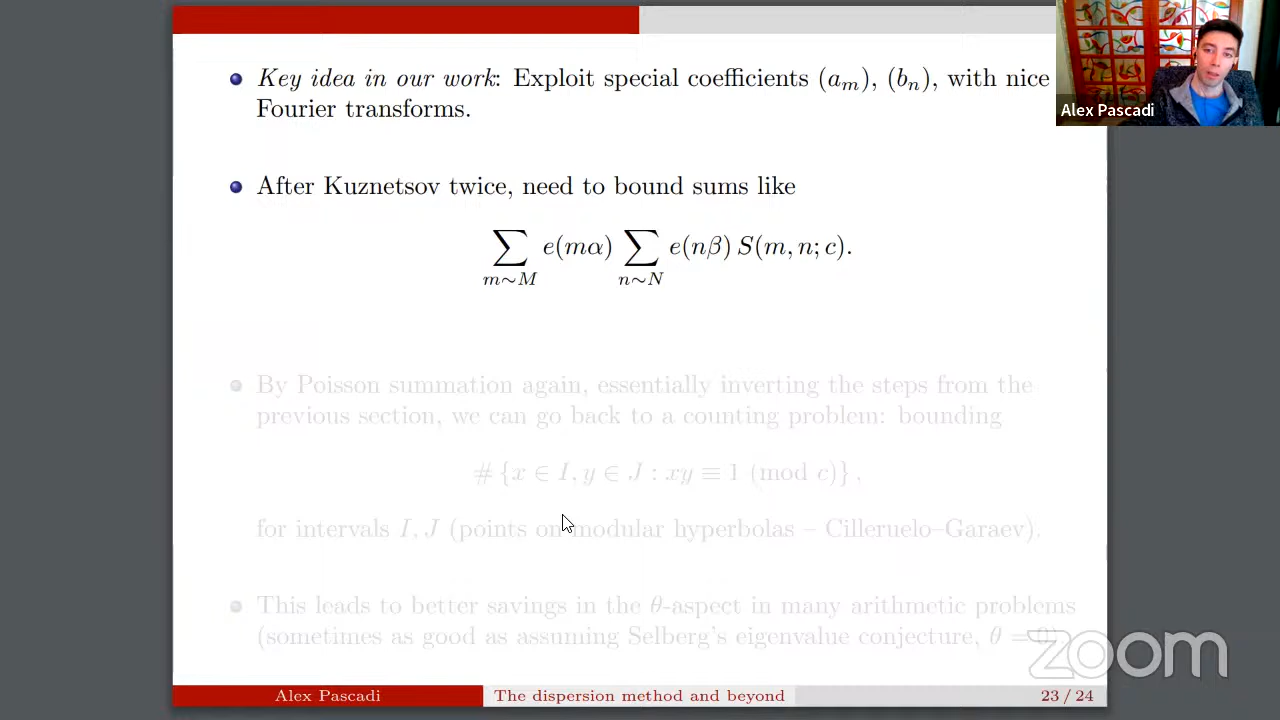 Key idea in our work: Exploit special coefficients (aₘ), (bₙ), with nice
Fourier transforms.
Alex Pascadi
After Kuznetsov twice, need to bound sums like
∑_{m∼M} e(mα) ∑_{n∼N} e(nβ) S(m, n; c).
By Poisson summation again, essentially inverting the steps from the
previous section, we can go back to a counting problem: bounding
# {x ∈ I, y ∈ J : xy ≡ 1 (mod c)} ,
for intervals I, J (points on modular hyperbolas – Cilleruelo–Garaev).
This leads to better savings in the θ-aspect in many arithmetic problems
(sometimes as good as assuming Selberg's eigenvalue conjecture, θ = 0).
zoom
Alex Pascadi
The dispersion method and beyond
23 / 24